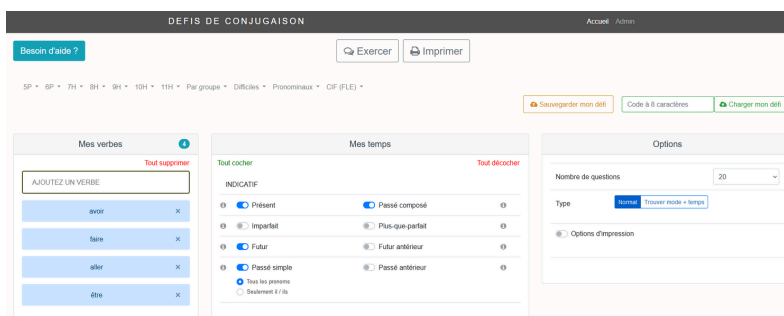 DEFIS DE CONJUGAISON
Accueil Admin
Besoin d'aide ?
Exercer
Imprimer
5P 6P 7H 8H 9H 10H 11H Par groupe Difficiles Pronominaux CIF (FLE)
Sauvegarder mon défi
Code à 8 caractères
Charger mon défi
Mes verbes 4
Tout supprimer
AJOUTEZ UN VERBE
avoir ×
faire ×
aller ×
être ×
Mes temps
Tout cocher Tout décocher
INDICATIF
Présent Passé composé
Imparfait Plus-que-parfait
Futur Futur antérieur
Passé simple Passé antérieur
Tous les pronoms
Seulement il / ils
Options
Nombre de questions 20
Type Normal Trouver mode + temps
Options d'impression